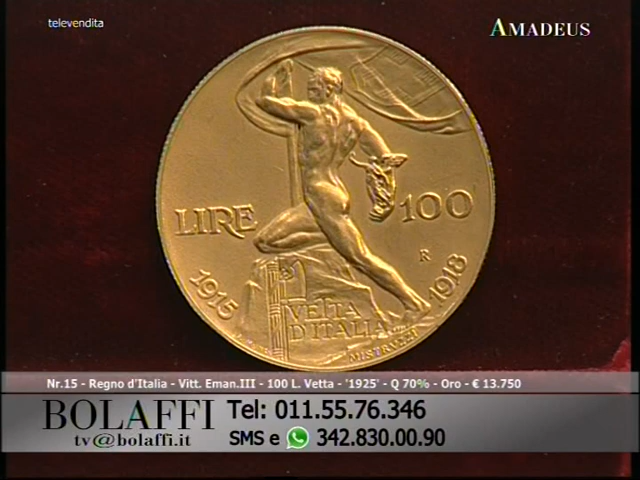 televendita
AMADEUS
LIRE 100
R
1915 1918
VETTA
D'ITALIA
MISTRUZZI
Nr.15 - Regno d'Italia - Vitt. Eman.III - 100 L. Vetta - '1925' - Q 70% - Oro - € 13.750
BOLAFFI
tv@bolaffi.it
Tel: 011.55.76.346
SMS e 342.830.00.90